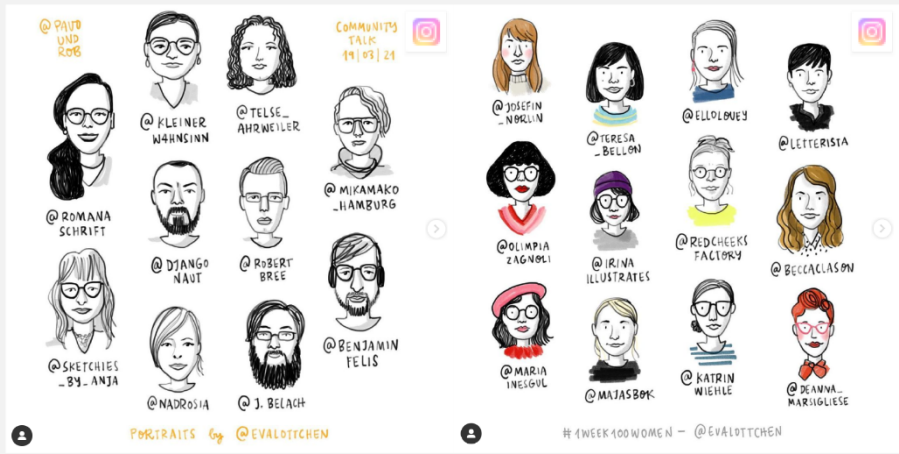 @PAUO
UND
ROB
COMMUNITY
TALK
19|03|21
@KLEINER
W4HNSINN
@TELSE_
AHRWEILER
@MIKAMAKO
_HAMBURG
@ROMANA
SCHRIFT
@DJANGO
NAUT
@ROBERT
BREE
@BENJAMIN
FELIS
@SKETCHIES
_BY_ANJA
@NADROSIA
@J. BELACH
PORTRAITS by @EVALOTTCHEN
@JOSEFIN
_NORLIN
@TERESA
_BELLON
@ELLOLOVEY
@LETTERISTA
@OLIMPIA
ZAGNOLI
@IRINA
ILLUSTRATES
@REDCHEEKS
FACTORY
@BECCACLASON
@MARIA
INESGUL
@MAJASBOK
@KATRIN
WIEHLE
@DEANNA_
MARSIGLIESE
#1WEEK100WOMEN - @EVALOTTCHEN